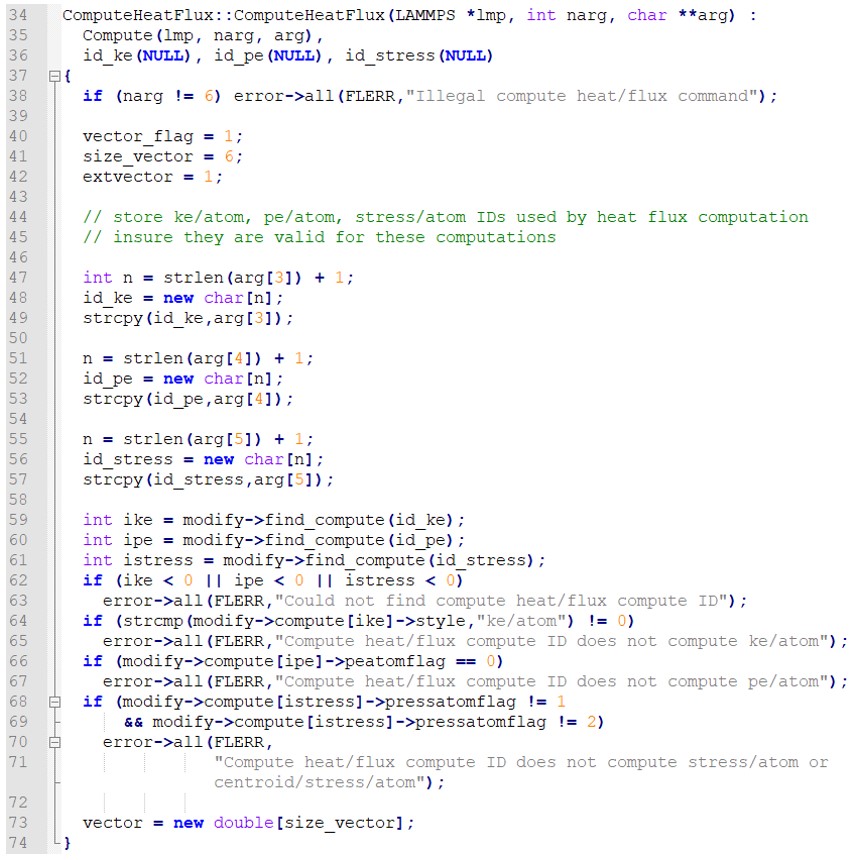 34 ComputeHeatFlux::ComputeHeatFlux(LAMMPS *lmp, int narg, char **arg) :
35   Compute(lmp, narg, arg),
36   id_ke(NULL), id_pe(NULL), id_stress(NULL)
37 {
38   if (narg != 6) error->all(FLERR,"Illegal compute heat/flux command");
39
40   vector_flag = 1;
41   size_vector = 6;
42   extvector = 1;
43
44   // store ke/atom, pe/atom, stress/atom IDs used by heat flux computation
45   // insure they are valid for these computations
46
47   int n = strlen(arg[3]) + 1;
48   id_ke = new char[n];
49   strcpy(id_ke,arg[3]);
50
51   n = strlen(arg[4]) + 1;
52   id_pe = new char[n];
53   strcpy(id_pe,arg[4]);
54
55   n = strlen(arg[5]) + 1;
56   id_stress = new char[n];
57   strcpy(id_stress,arg[5]);
58
59   int ike = modify->find_compute(id_ke);
60   int ipe = modify->find_compute(id_pe);
61   int istress = modify->find_compute(id_stress);
62   if (ike < 0 || ipe < 0 || istress < 0)
63     error->all(FLERR,"Could not find compute heat/flux compute ID");
64   if (strcmp(modify->compute[ike]->style,"ke/atom") != 0)
65     error->all(FLERR,"Compute heat/flux compute ID does not compute ke/atom");
66   if (modify->compute[ipe]->peatomflag == 0)
67     error->all(FLERR,"Compute heat/flux compute ID does not compute pe/atom");
68   if (modify->compute[istress]->pressatomflag != 1
69       && modify->compute[istress]->pressatomflag != 2)
70     error->all(FLERR,
71                "Compute heat/flux compute ID does not compute stress/atom or
                centroid/stress/atom");
72
73   vector = new double[size_vector];
74 }